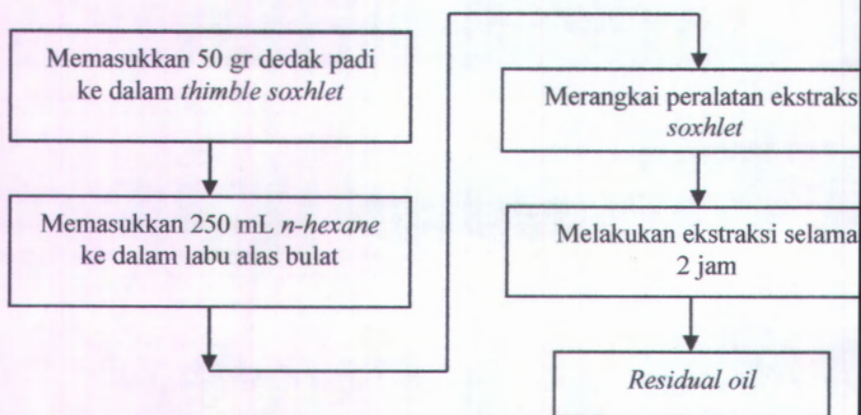 Memasukkan 50 gr dedak padi
ke dalam thimble soxhlet
Memasukkan 250 mL n-hexane
ke dalam labu alas bulat
Merangkai peralatan ekstraks
soxhlet
Melakukan ekstraksi selama
2 jam
Residual oil